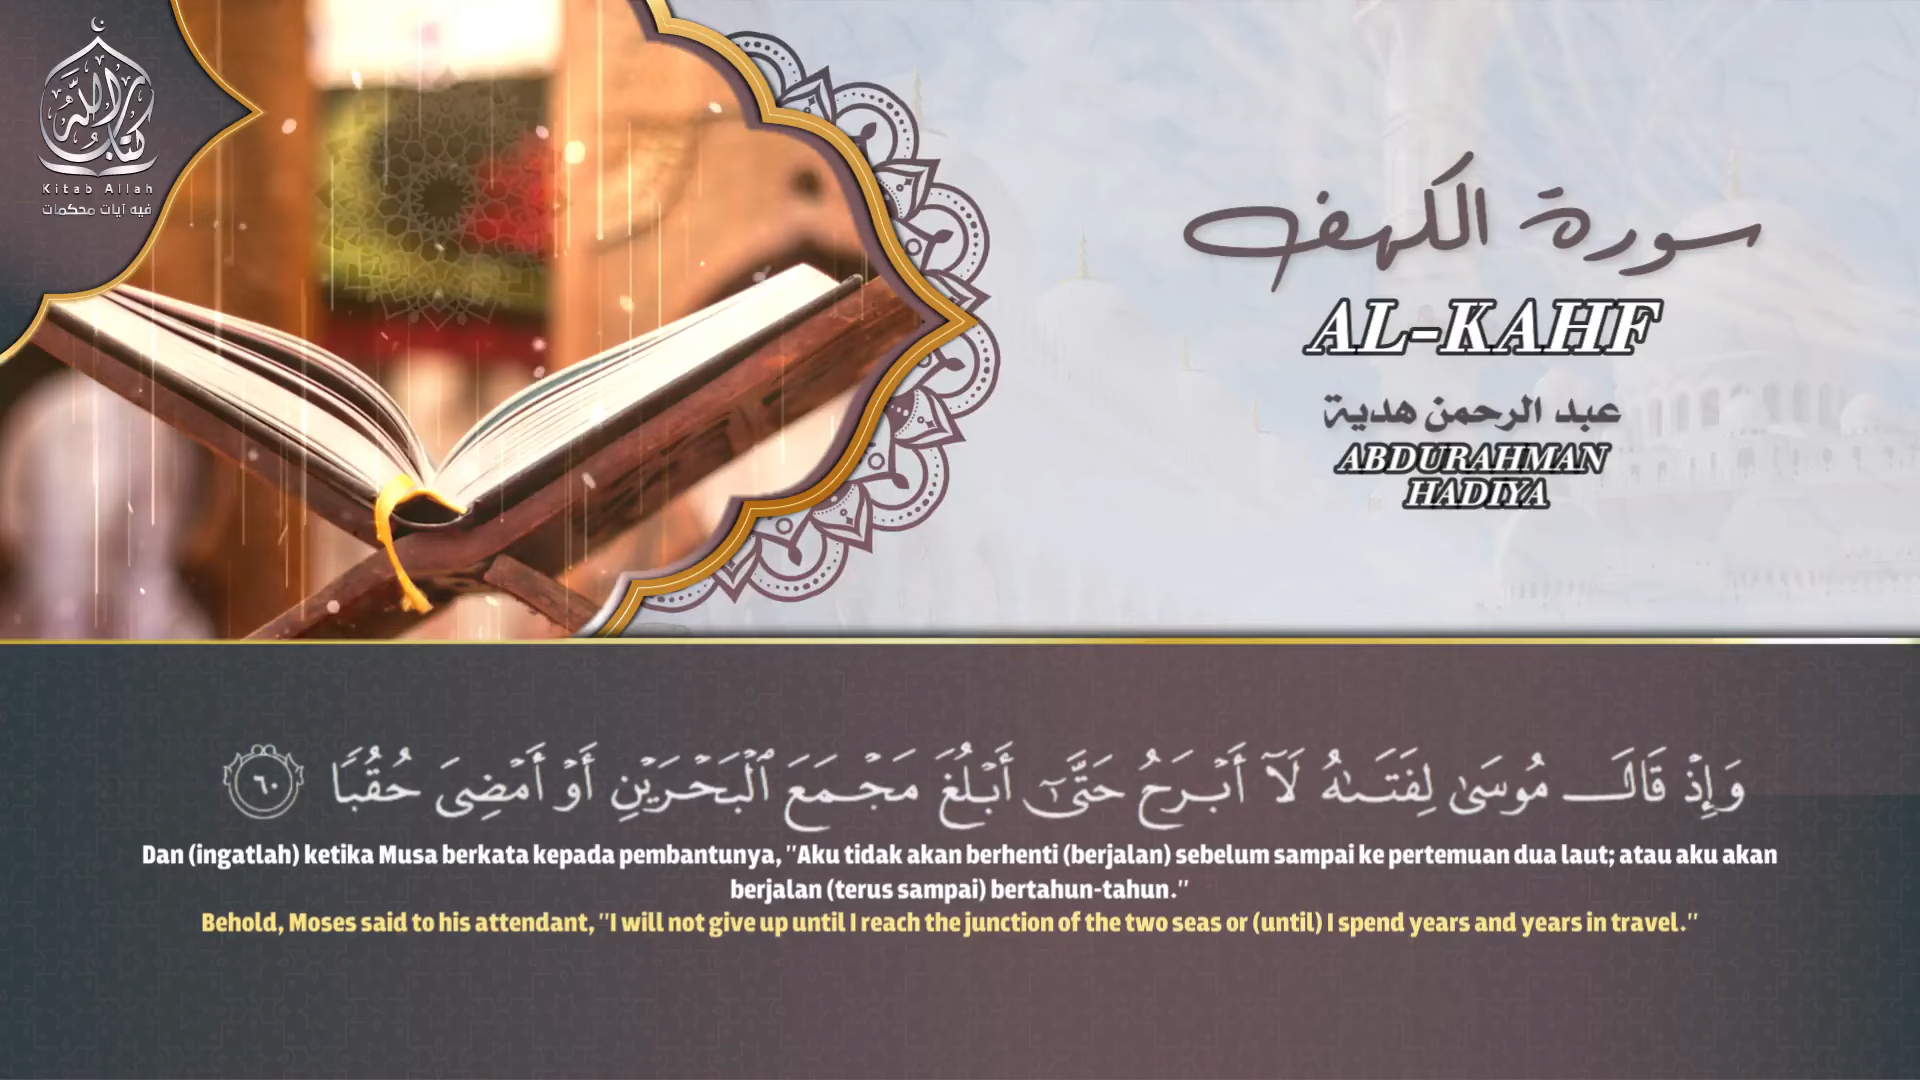 كتاب الله
Kitab Allah
فيه آيات محكمات
سورة الكهف
AL-KAHF
عبد الرحمن هدية
ABDURAHMAN
HADIYA
وَإِذْ قَالَ مُوسَىٰ لِفَتَىٰهُ لَآ أَبْرَحُ حَتَّىٰٓ أَبْلُغَ مَجْمَعَ ٱلْبَحْرَيْنِ أَوْ أَمْضِىَ حُقُبًا ٦٠
Dan (ingatlah) ketika Musa berkata kepada pembantunya, "Aku tidak akan berhenti (berjalan) sebelum sampai ke pertemuan dua laut; atau aku akan
berjalan (terus sampai) bertahun-tahun."
Behold, Moses said to his attendant, "I will not give up until I reach the junction of the two seas or (until) I spend years and years in travel."